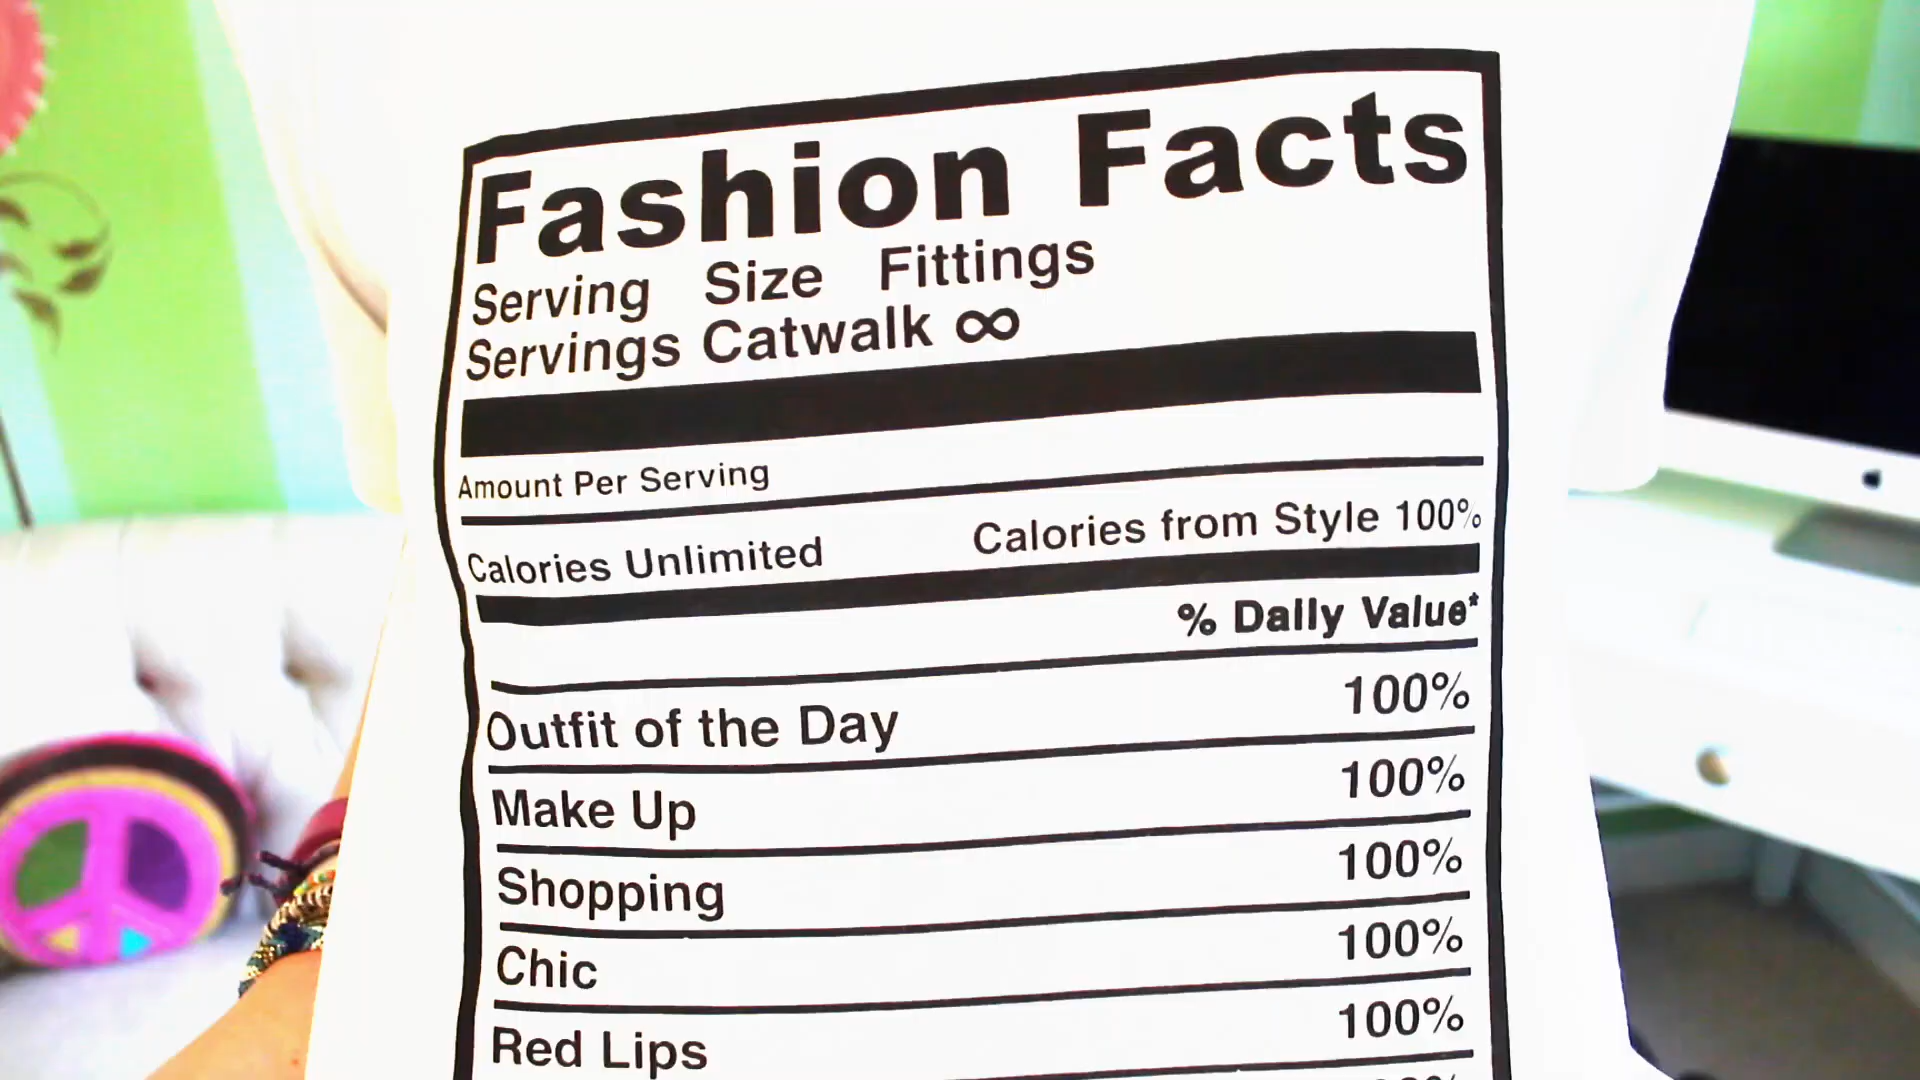 Fashion Facts
Serving Size Fittings
Servings Catwalk ∞
Amount Per Serving
Calories Unlimited Calories from Style 100%
% Daily Value*
Outfit of the Day 100%
Make Up 100%
Shopping 100%
Chic 100%
Red Lips 100%